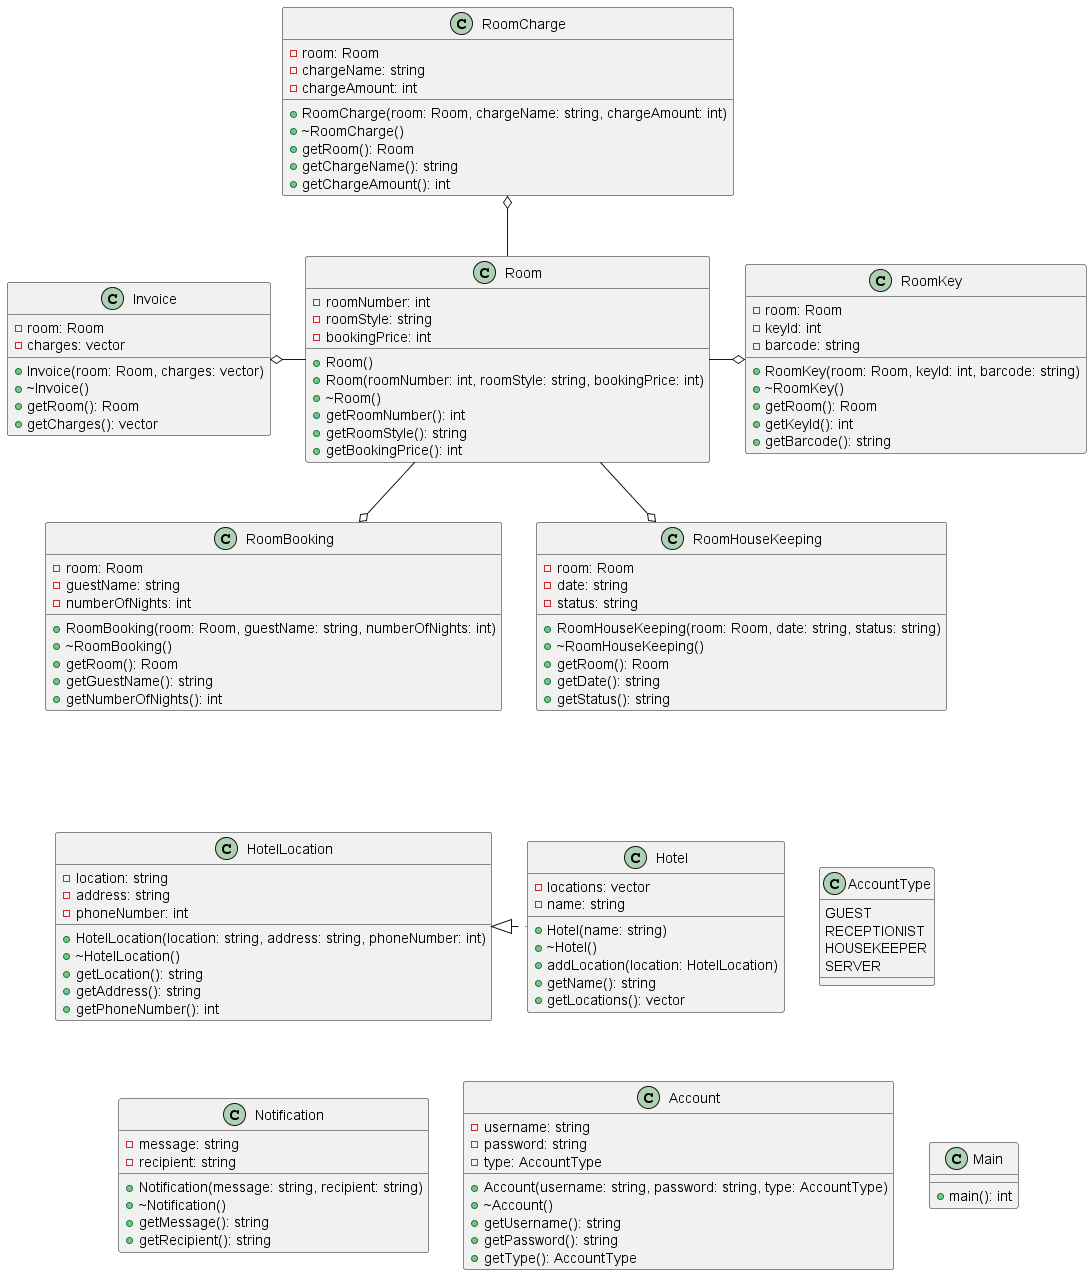 RoomCharge
room: Room
chargeName: string
chargeAmount: int
RoomCharge(room: Room, chargeName: string, chargeAmount: int)
~RoomCharge()
getRoom(): Room
getChargeName(): string
getChargeAmount(): int
Invoice
room: Room
charges: vector
Invoice(room: Room, charges: vector)
~Invoice()
getRoom(): Room
getCharges(): vector
Room
roomNumber: int
roomStyle: string
bookingPrice: int
Room()
Room(roomNumber: int, roomStyle: string, bookingPrice: int)
~Room()
getRoomNumber(): int
getRoomStyle(): string
getBookingPrice(): int
RoomKey
room: Room
keyId: int
barcode: string
RoomKey(room: Room, keyId: int, barcode: string)
~RoomKey()
getRoom(): Room
getKeyId(): int
getBarcode(): string
RoomBooking
room: Room
guestName: string
numberOfNights: int
RoomBooking(room: Room, guestName: string, numberOfNights: int)
~RoomBooking()
getRoom(): Room
getGuestName(): string
getNumberOfNights(): int
RoomHouseKeeping
room: Room
date: string
status: string
RoomHouseKeeping(room: Room, date: string, status: string)
~RoomHouseKeeping()
getRoom(): Room
getDate(): string
getStatus(): string
HotelLocation
location: string
address: string
phoneNumber: int
HotelLocation(location: string, address: string, phoneNumber: int)
~HotelLocation()
getLocation(): string
getAddress(): string
getPhoneNumber(): int
Hotel
locations: vector
name: string
Hotel(name: string)
~Hotel()
addLocation(location: HotelLocation)
getName(): string
getLocations(): vector
AccountType
GUEST
RECEPTIONIST
HOUSEKEEPER
SERVER
Notification
message: string
recipient: string
Notification(message: string, recipient: string)
~Notification()
getMessage(): string
getRecipient(): string
Account
username: string
password: string
type: AccountType
Account(username: string, password: string, type: AccountType)
~Account()
getUsername(): string
getPassword(): string
getType(): AccountType
Main
main(): int